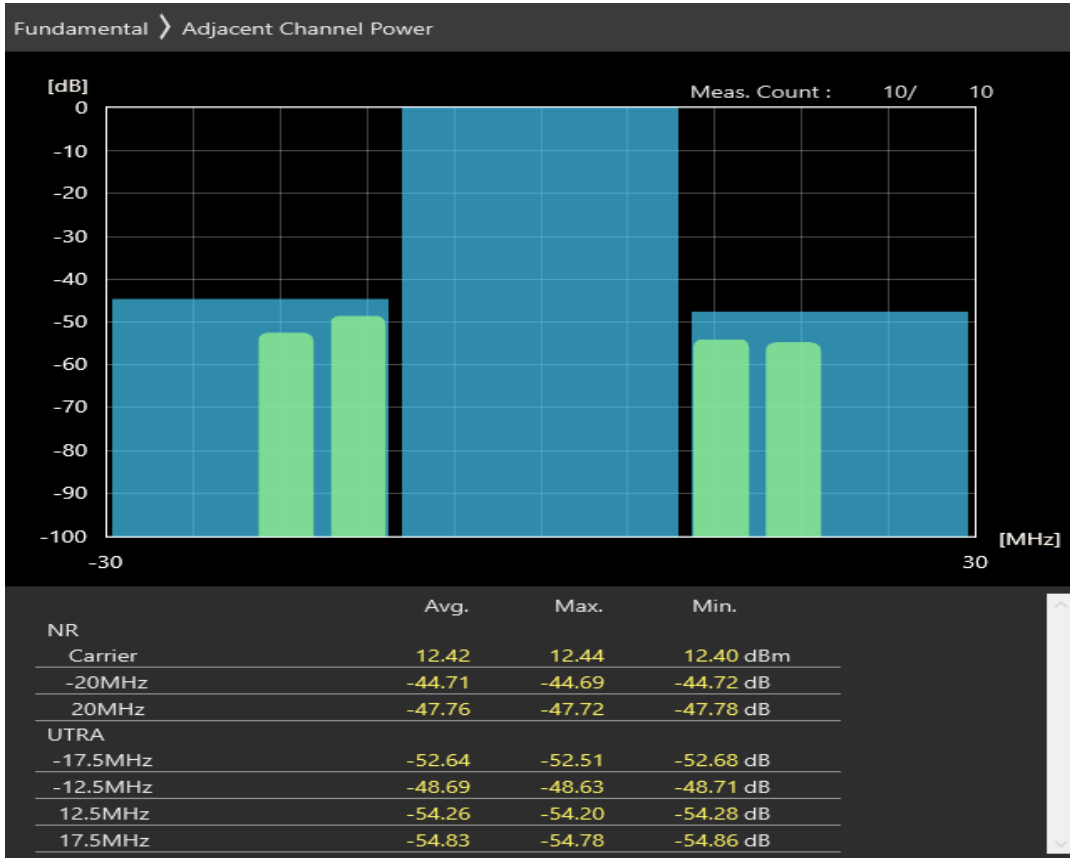 Fundamental ❭ Adjacent Channel Power
[dB]
Meas. Count : 10/ 10
0
-10
-20
-30
-40
-50
-60
-70
-80
-90
-100
[MHz]
-30 30
Avg. Max. Min.
NR
Carrier 12.42 12.44 12.40 dBm
-20MHz -44.71 -44.69 -44.72 dB
20MHz -47.76 -47.72 -47.78 dB
UTRA
-17.5MHz -52.64 -52.51 -52.68 dB
-12.5MHz -48.69 -48.63 -48.71 dB
12.5MHz -54.26 -54.20 -54.28 dB
17.5MHz -54.83 -54.78 -54.86 dB